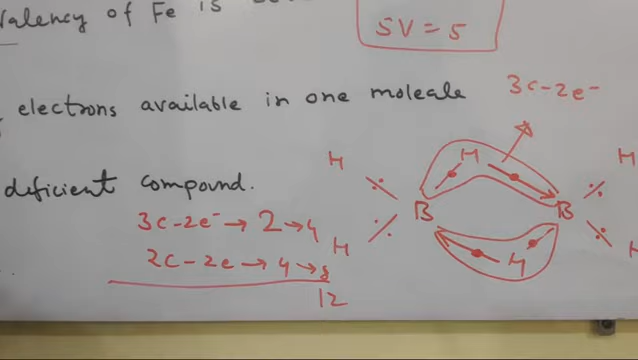 valency of Fe is
SV = 5
electrons available in one molecule
3c-2e⁻
deficient compound.
3c-2e⁻ → 2 → 4
2c-2e → 4 → 8
12
H H H
B B
H H H